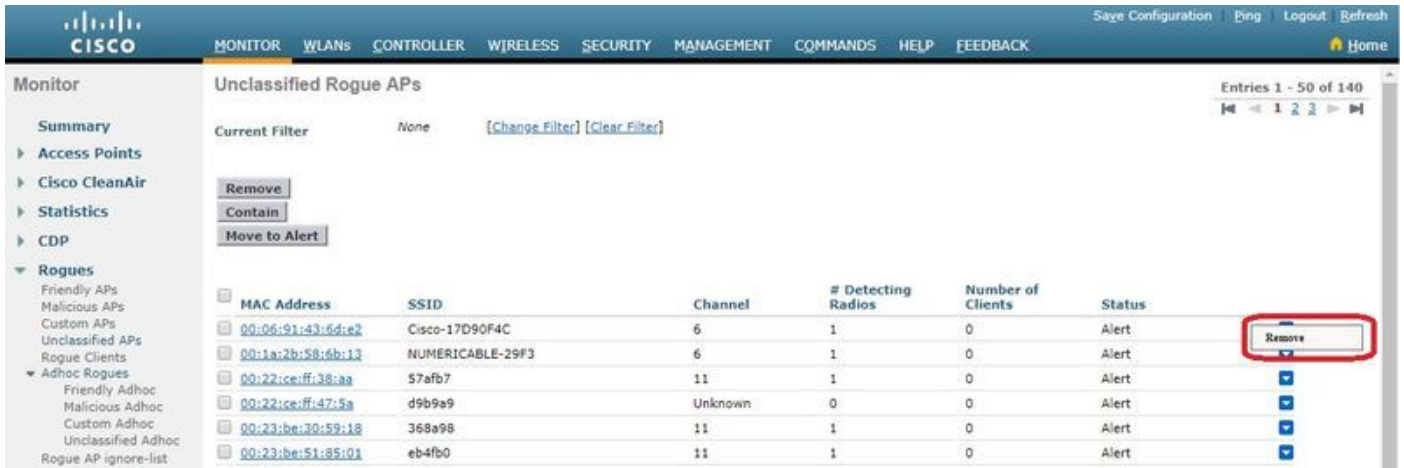 Save Configuration Ping Logout Refresh
CISCO
MONITOR WLANs CONTROLLER WIRELESS SECURITY MANAGEMENT COMMANDS HELP FEEDBACK
Home
Monitor
Summary
Access Points
Cisco CleanAir
Statistics
CDP
Rogues
Friendly APs
Malicious APs
Custom APs
Unclassified APs
Rogue Clients
Adhoc Rogues
Friendly Adhoc
Malicious Adhoc
Custom Adhoc
Unclassified Adhoc
Rogue AP ignore-list
Unclassified Rogue APs
Entries 1 - 50 of 140
1 2 3
Current Filter None [Change Filter] [Clear Filter]
Remove
Contain
Move to Alert
MAC Address SSID Channel # Detecting Radios Number of Clients Status
00:06:91:43:6d:e2 Cisco-17D90F4C 6 1 0 Alert
Remove
00:1a:2b:58:6b:13 NUMERICABLE-29F3 6 1 0 Alert
00:22:ce:ff:38:aa 57afb7 11 1 0 Alert
00:22:ce:ff:47:5a d9b9a9 Unknown 0 0 Alert
00:23:be:30:59:18 368a98 11 1 0 Alert
00:23:be:51:85:01 eb4fb0 11 1 0 Alert